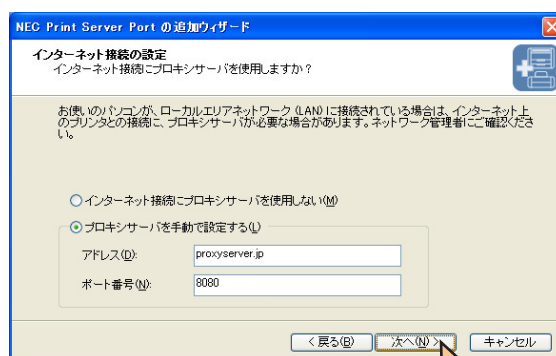 NEC Print Server Port の追加ウィザード
インターネット接続の設定
インターネット接続にプロキシサーバを使用しますか？
お使いのパソコンが、ローカルエリアネットワーク (LAN) に接続されている場合は、インターネット上
のプリンタとの接続に、プロキシサーバが必要な場合があります。ネットワーク管理者にご確認くださ
い。
インターネット接続にプロキシサーバを使用しない(M)
プロキシサーバを手動で設定する(L)
アドレス(D):
proxyserver.jp
ポート番号(N):
8080
< 戻る(B)
次へ(N) >
キャンセル